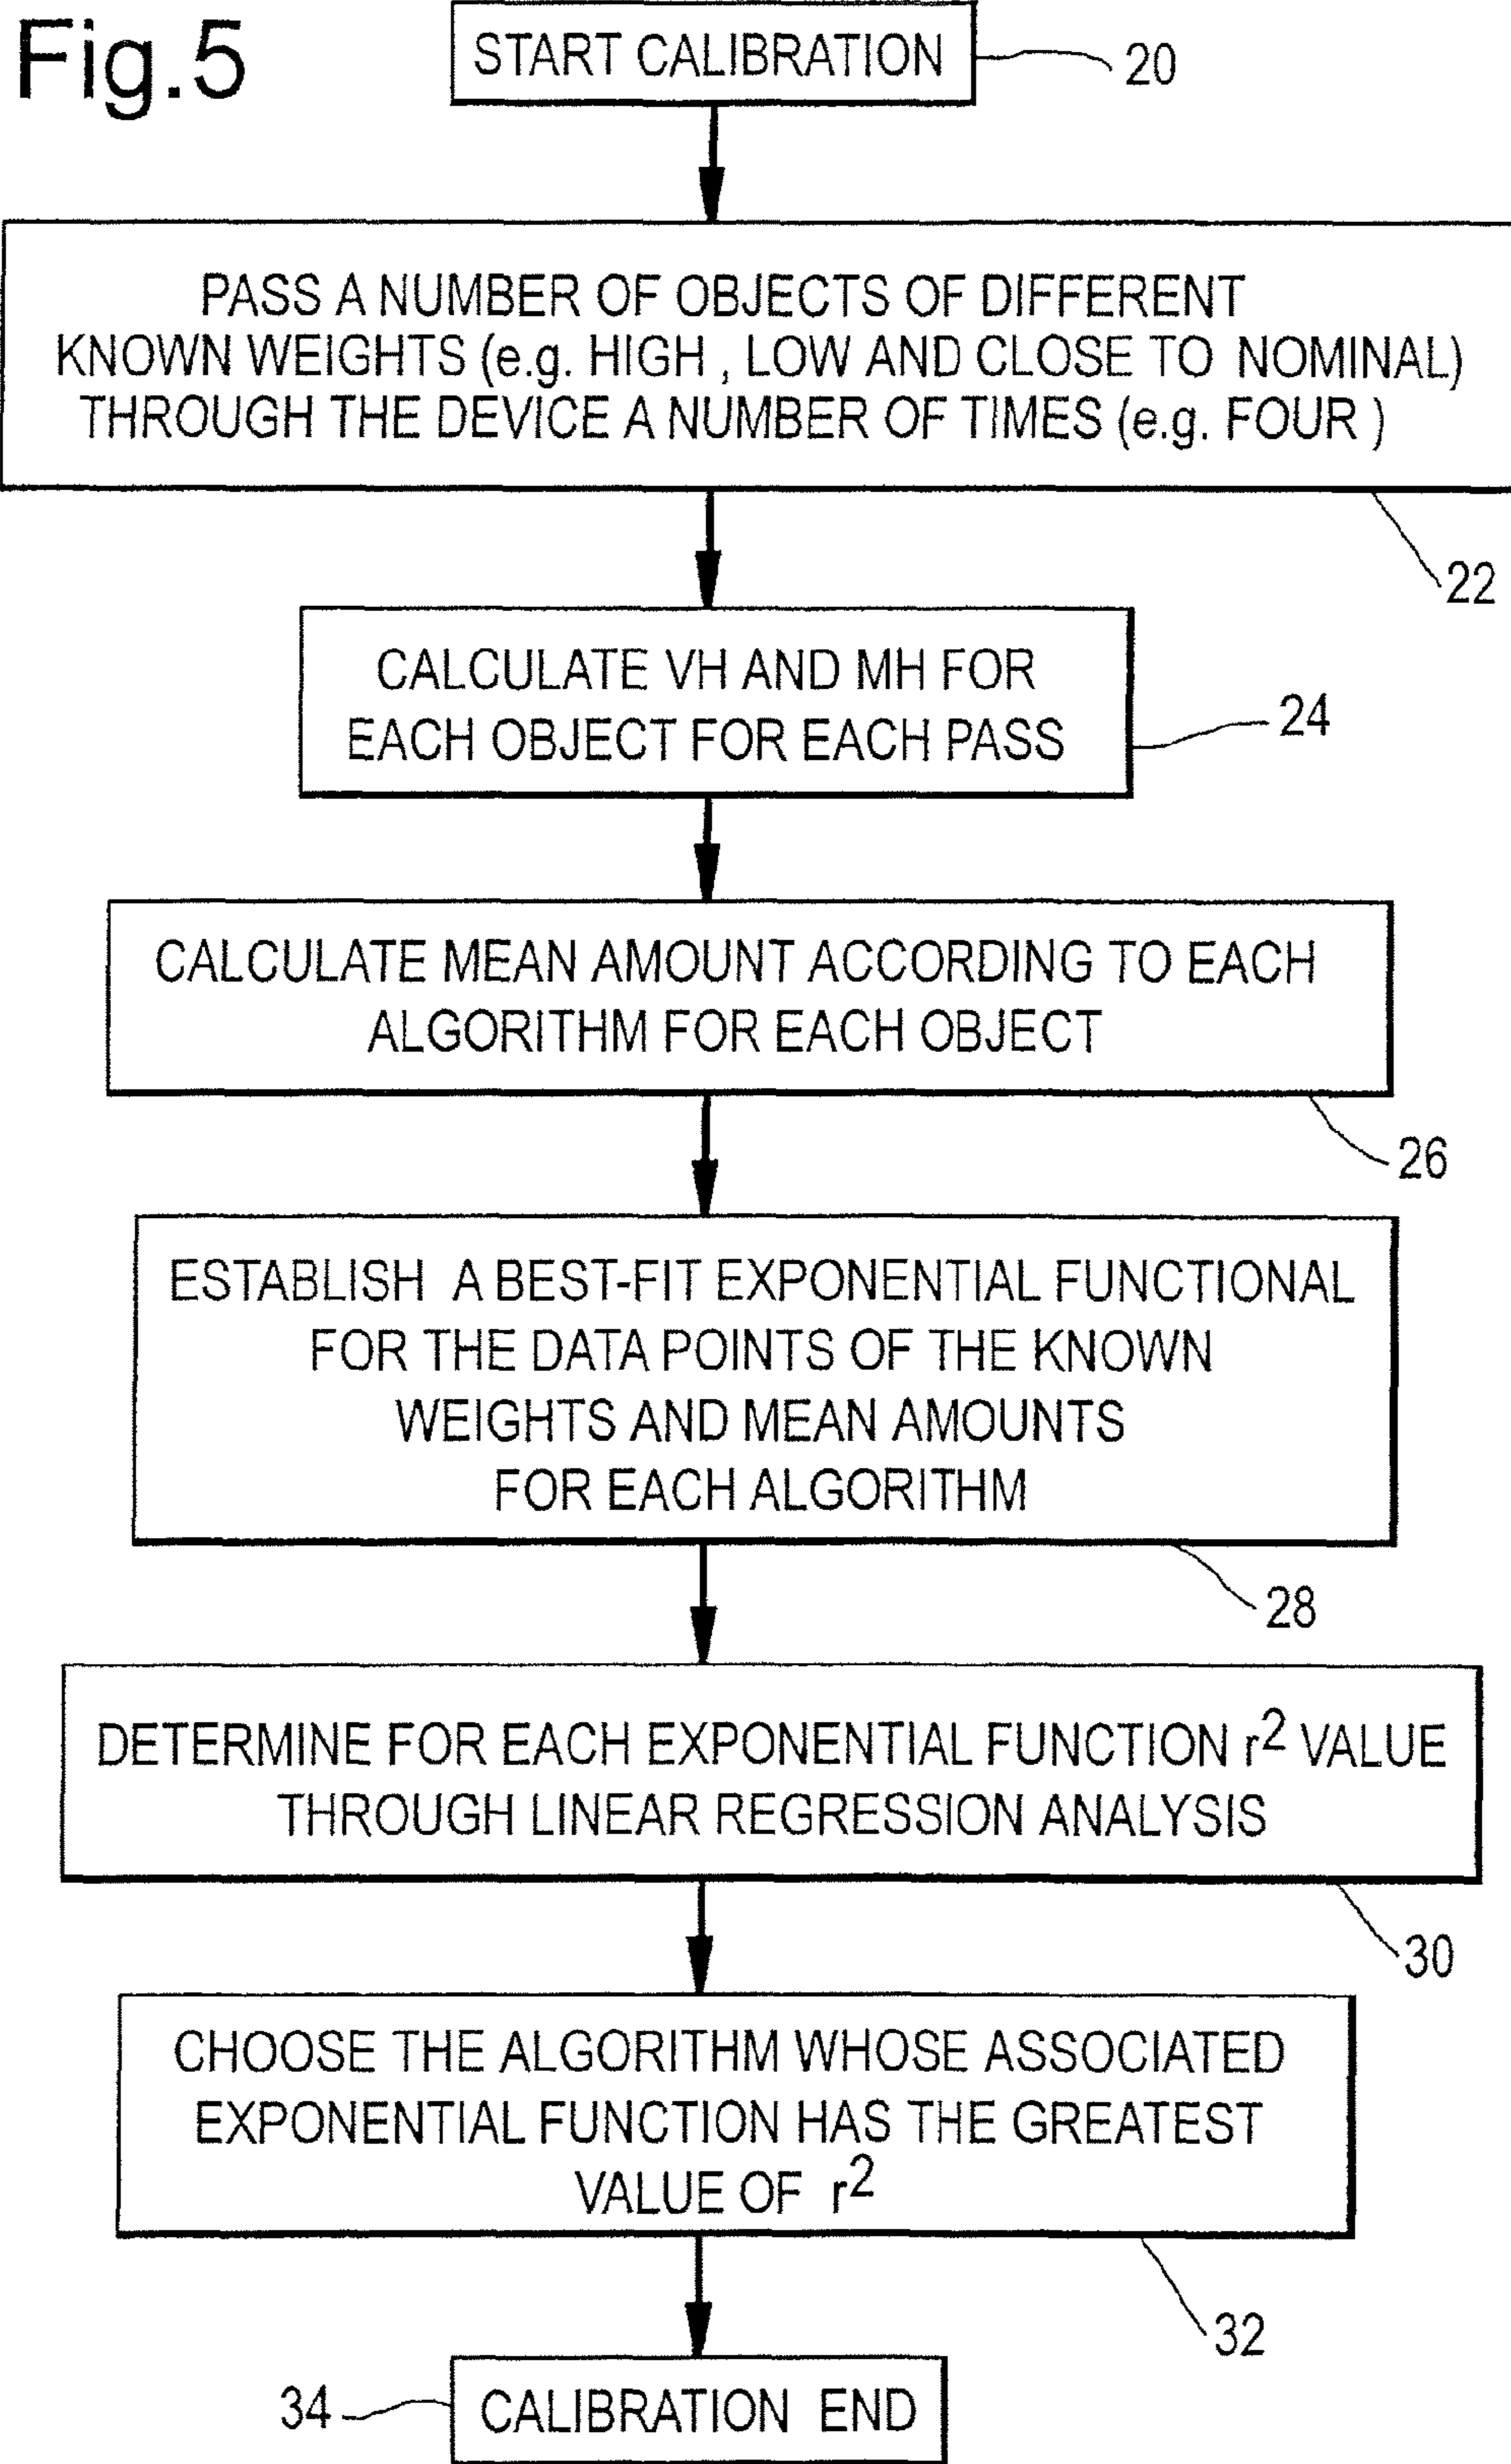 Fig.5
START CALIBRATION
20
PASS A NUMBER OF OBJECTS OF DIFFERENT
KNOWN WEIGHTS (e.g. HIGH , LOW AND CLOSE TO NOMINAL)
THROUGH THE DEVICE A NUMBER OF TIMES (e.g. FOUR )
22
CALCULATE VH AND MH FOR
EACH OBJECT FOR EACH PASS
24
CALCULATE MEAN AMOUNT ACCORDING TO EACH
ALGORITHM FOR EACH OBJECT
26
ESTABLISH A BEST-FIT EXPONENTIAL FUNCTIONAL
FOR THE DATA POINTS OF THE KNOWN
WEIGHTS AND MEAN AMOUNTS
FOR EACH ALGORITHM
28
DETERMINE FOR EACH EXPONENTIAL FUNCTION r² VALUE
THROUGH LINEAR REGRESSION ANALYSIS
30
CHOOSE THE ALGORITHM WHOSE ASSOCIATED
EXPONENTIAL FUNCTION HAS THE GREATEST
VALUE OF r²
32
34
CALIBRATION END